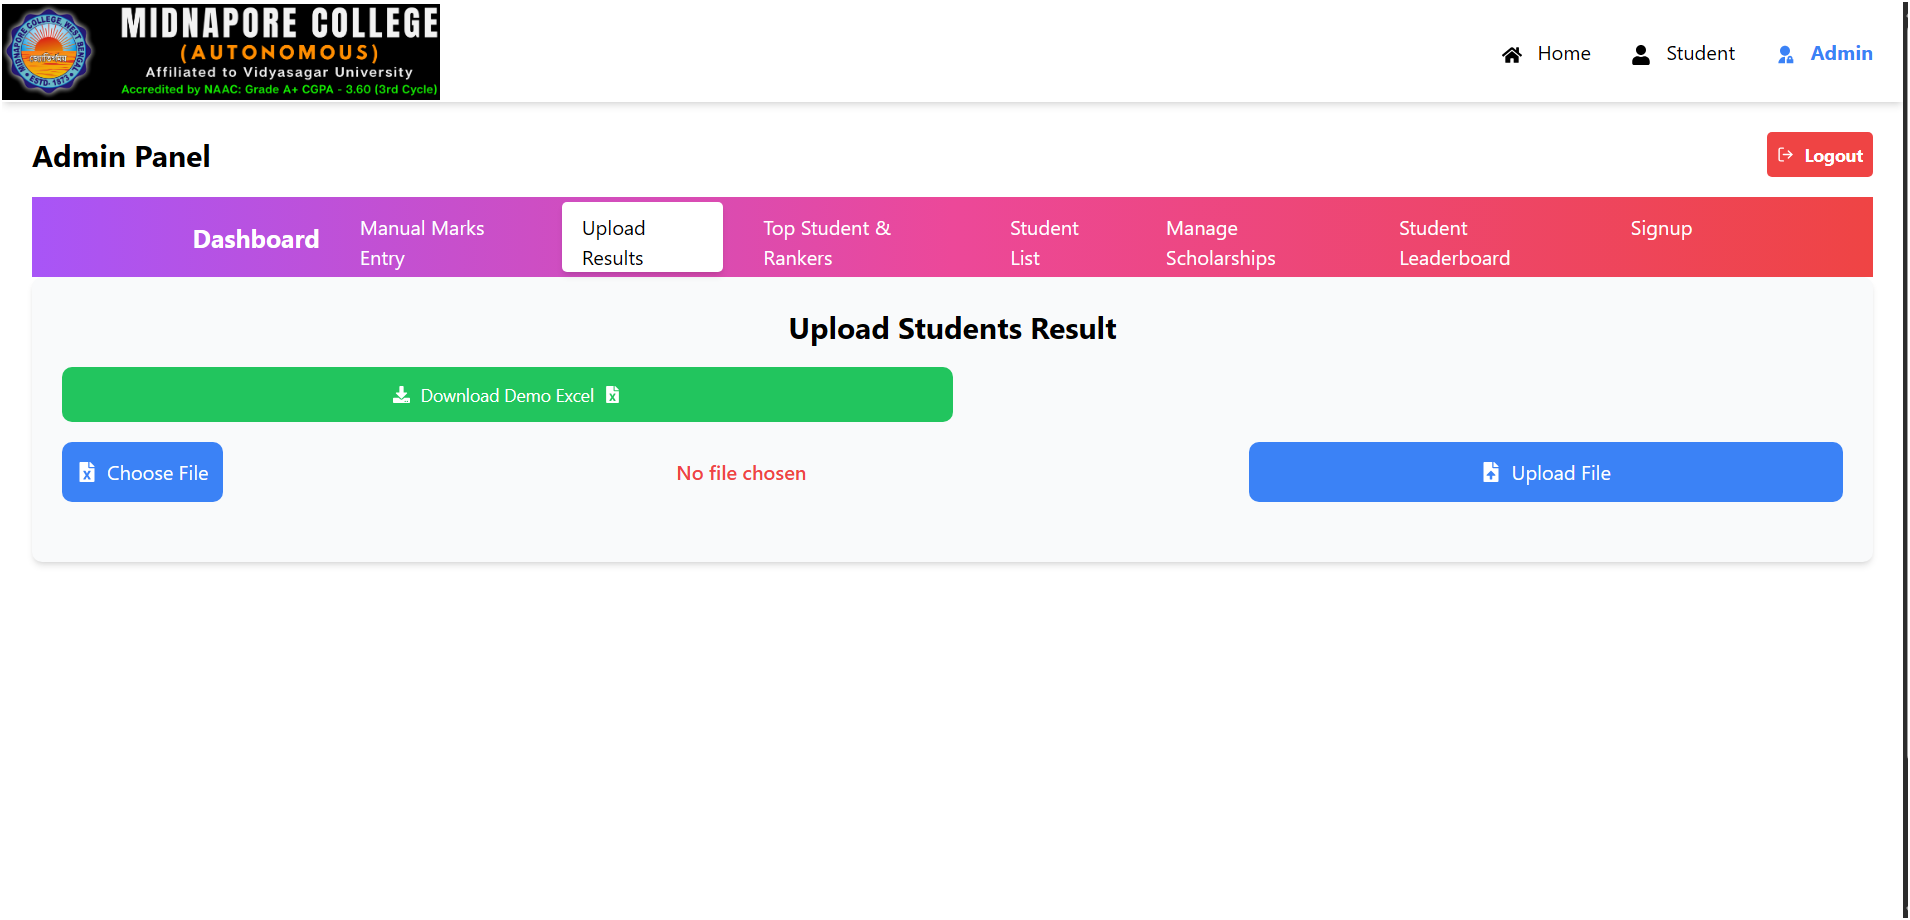 MIDNAPORE COLLEGE
(AUTONOMOUS)
Affiliated to Vidyasagar University
Accredited by NAAC: Grade A+ CGPA - 3.60 (3rd Cycle)
Home
Student
Admin
Admin Panel
Logout
Dashboard
Manual Marks
Entry
Upload
Results
Top Student &
Rankers
Student
List
Manage
Scholarships
Student
Leaderboard
Signup
Upload Students Result
Download Demo Excel
Choose File
No file chosen
Upload File